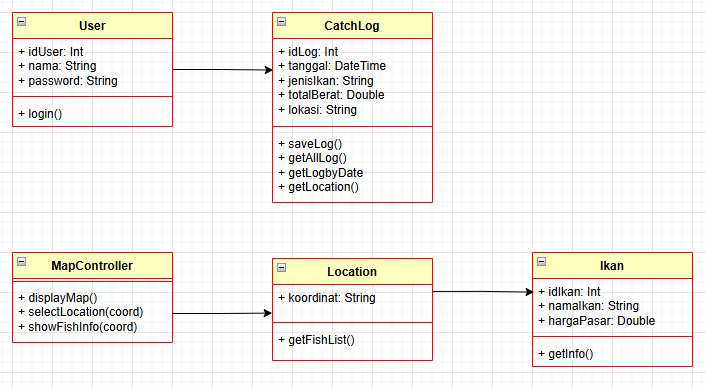 User
+ idUser: Int
+ nama: String
+ password: String
+ login()
CatchLog
+ idLog: Int
+ tanggal: DateTime
+ jenisIkan: String
+ totalBerat: Double
+ lokasi: String
+ saveLog()
+ getAllLog()
+ getLogbyDate
+ getLocation()
MapController
+ displayMap()
+ selectLocation(coord)
+ showFishInfo(coord)
Location
+ koordinat: String
+ getFishList()
Ikan
+ idIkan: Int
+ namaIkan: String
+ hargaPasar: Double
+ getInfo()